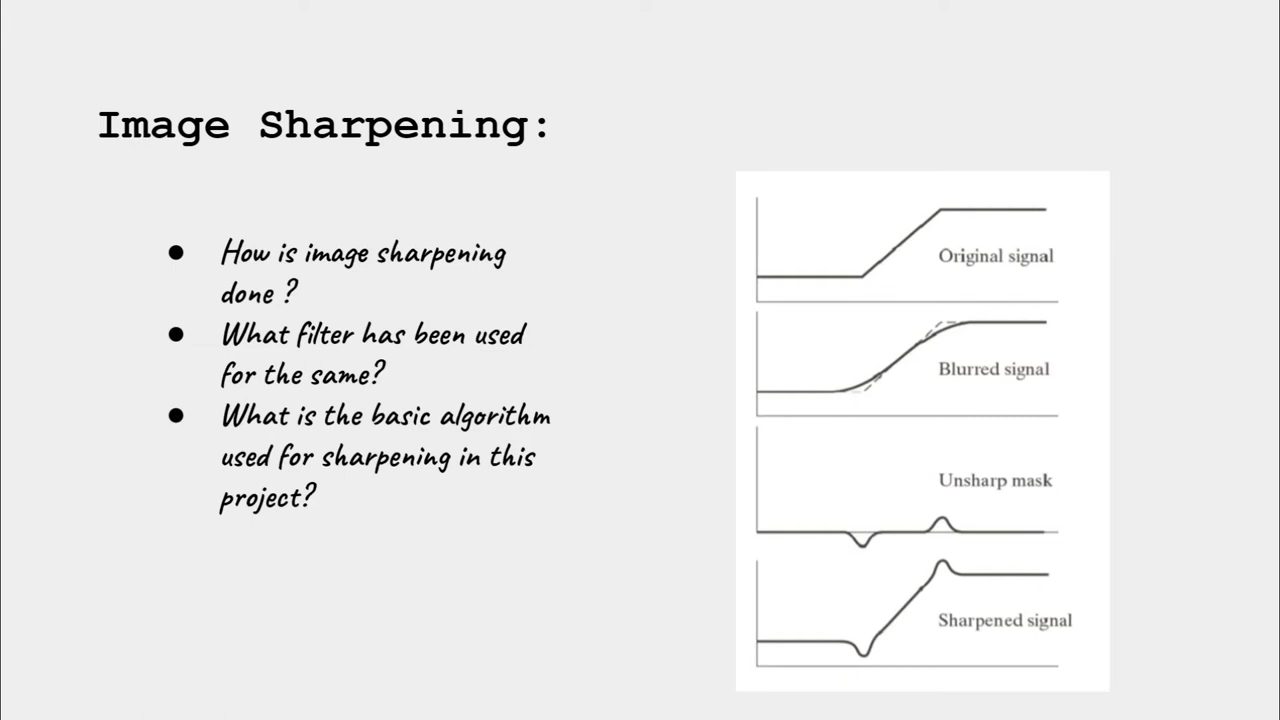 Image Sharpening:
● How is image sharpening
done ?
● What filter has been used
for the same?
● What is the basic algorithm
used for sharpening in this
project?
Original signal
Blurred signal
Unsharp mask
Sharpened signal